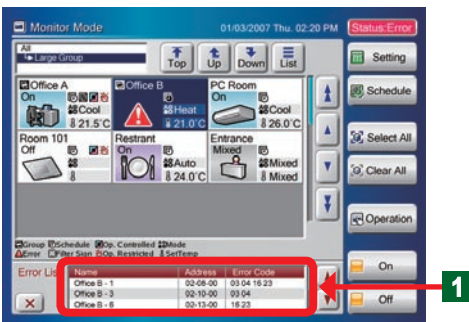 Monitor Mode 01/03/2007 Thu. 02:20 PM Status:Error
All
Large Group
Top Up Down List
Setting
Schedule
Select All
Clear All
Operation
On
Off
Office A
On
Cool
21.5˚C
Office B
Heat
21.0˚C
PC Room
On
Cool
26.0˚C
Room 101
Off
Restrant
On
Auto
24.0˚C
Entrance
Mixed
Mixed
Mixed
Group Schedule Op. Controlled Mode
Error Filter Sign Op. Restricted SetTemp
Error List
Name Address Error Code
Office B - 1 02-08-00 03 04 16 23
Office B - 3 02-10-00 03 04
Office B - 6 02-13-00 16 23
1